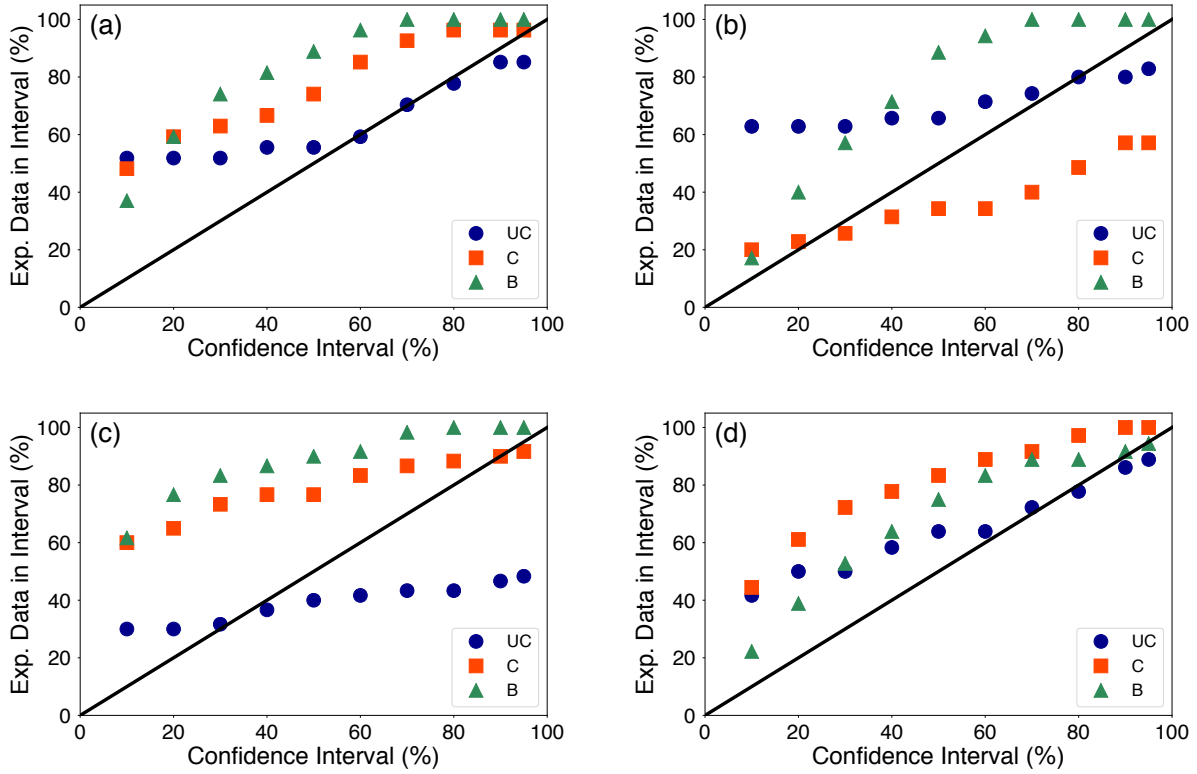 (a)
Exp. Data in Interval (%)
100
80
60
40
20
0
UC
C
B
0 20 40 60 80 100
Confidence Interval (%)
(b)
Exp. Data in Interval (%)
100
80
60
40
20
0
UC
C
B
0 20 40 60 80 100
Confidence Interval (%)
(c)
Exp. Data in Interval (%)
100
80
60
40
20
0
UC
C
B
0 20 40 60 80 100
Confidence Interval (%)
(d)
Exp. Data in Interval (%)
100
80
60
40
20
0
UC
C
B
0 20 40 60 80 100
Confidence Interval (%)